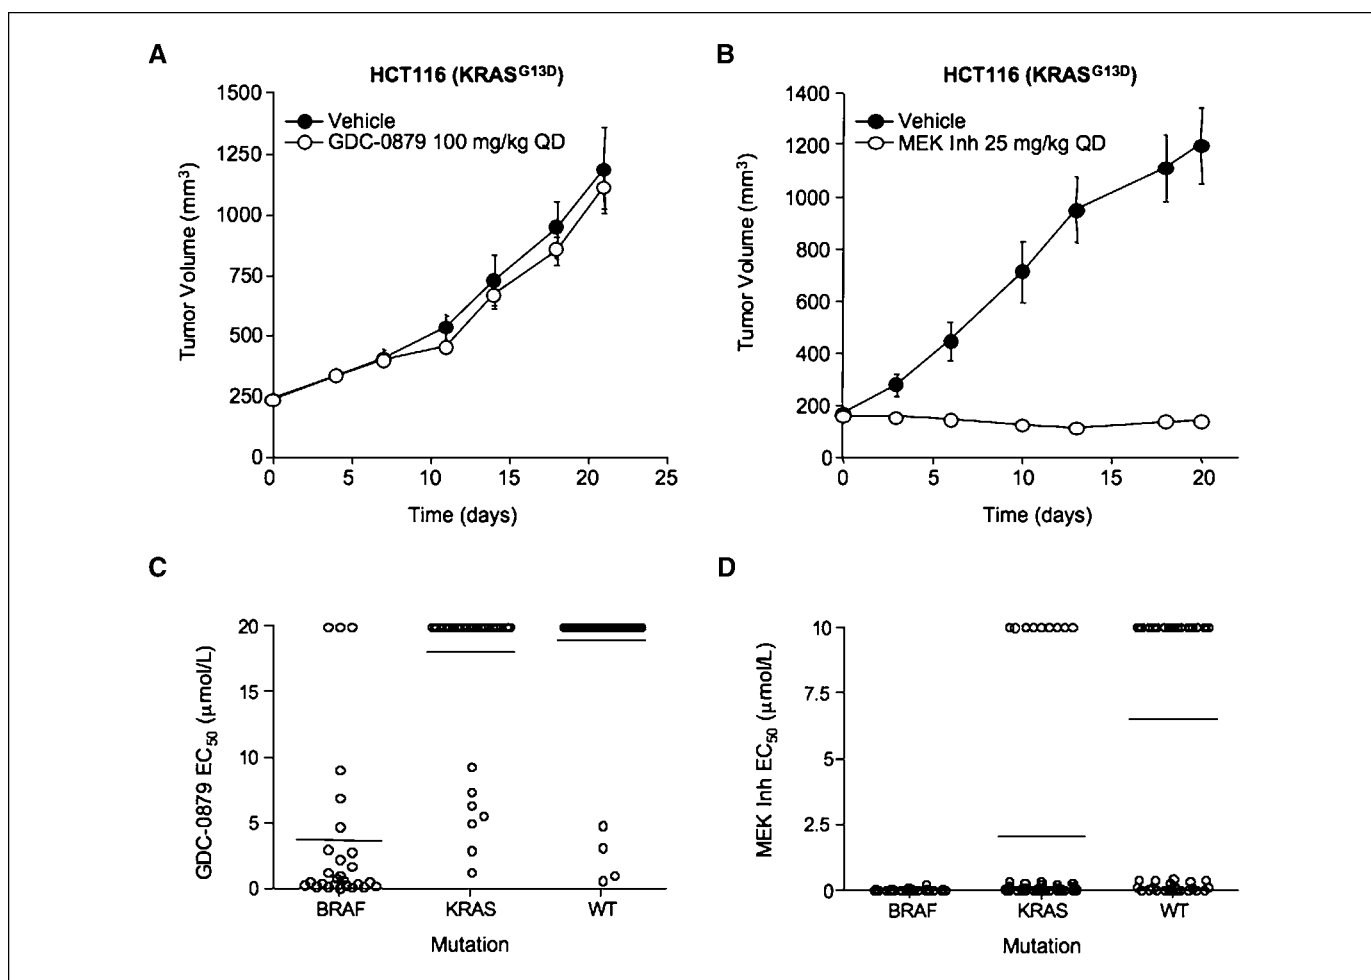 A
HCT116 (KRAS^G13D)
Vehicle
GDC-0879 100 mg/kg QD
Tumor Volume (mm³)
1500
1250
1000
750
500
250
0
0 5 10 15 20 25
Time (days)
B
HCT116 (KRAS^G13D)
Vehicle
MEK Inh 25 mg/kg QD
Tumor Volume (mm³)
1400
1200
1000
800
600
400
200
0
0 5 10 15 20
Time (days)
C
GDC-0879 EC₅₀ (μmol/L)
20
15
10
5
0
BRAF KRAS WT
Mutation
D
MEK Inh EC₅₀ (μmol/L)
10
7.5
5
2.5
0
BRAF KRAS WT
Mutation